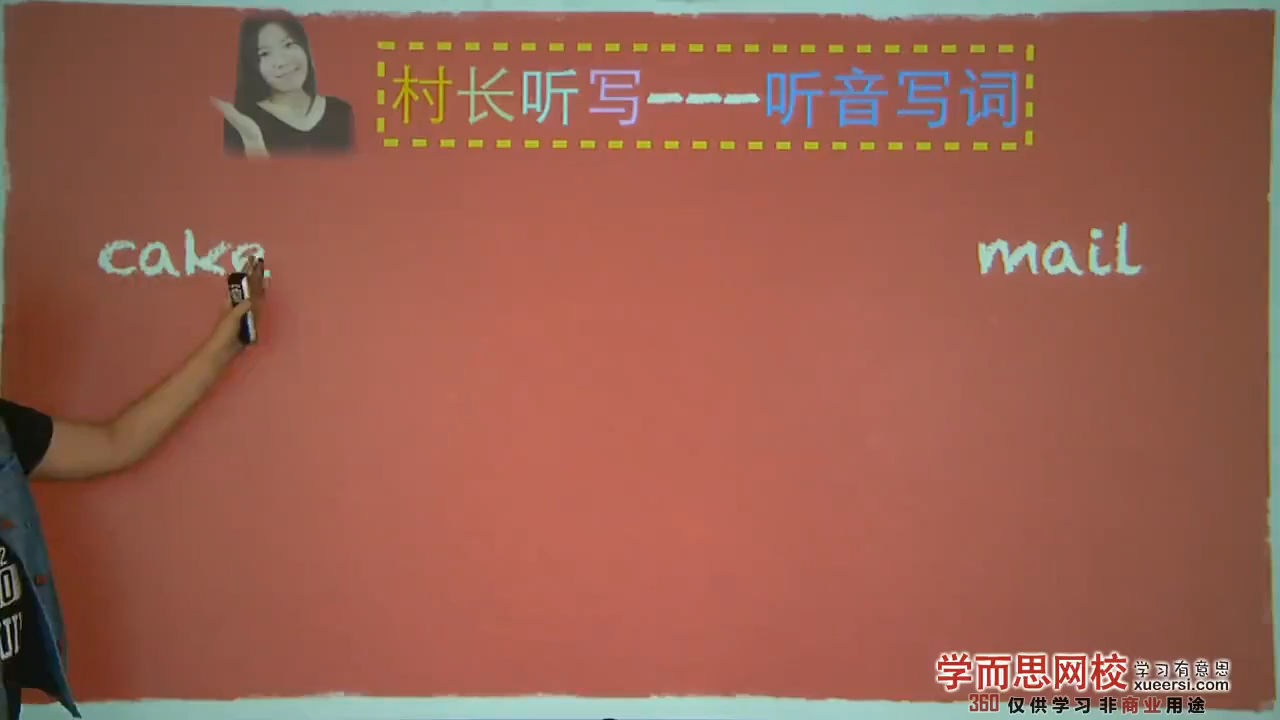 村长听写---听音写词
cake
mail
学而思网校 学习有意思
xueersi.com
360 仅供学习 非商业用途